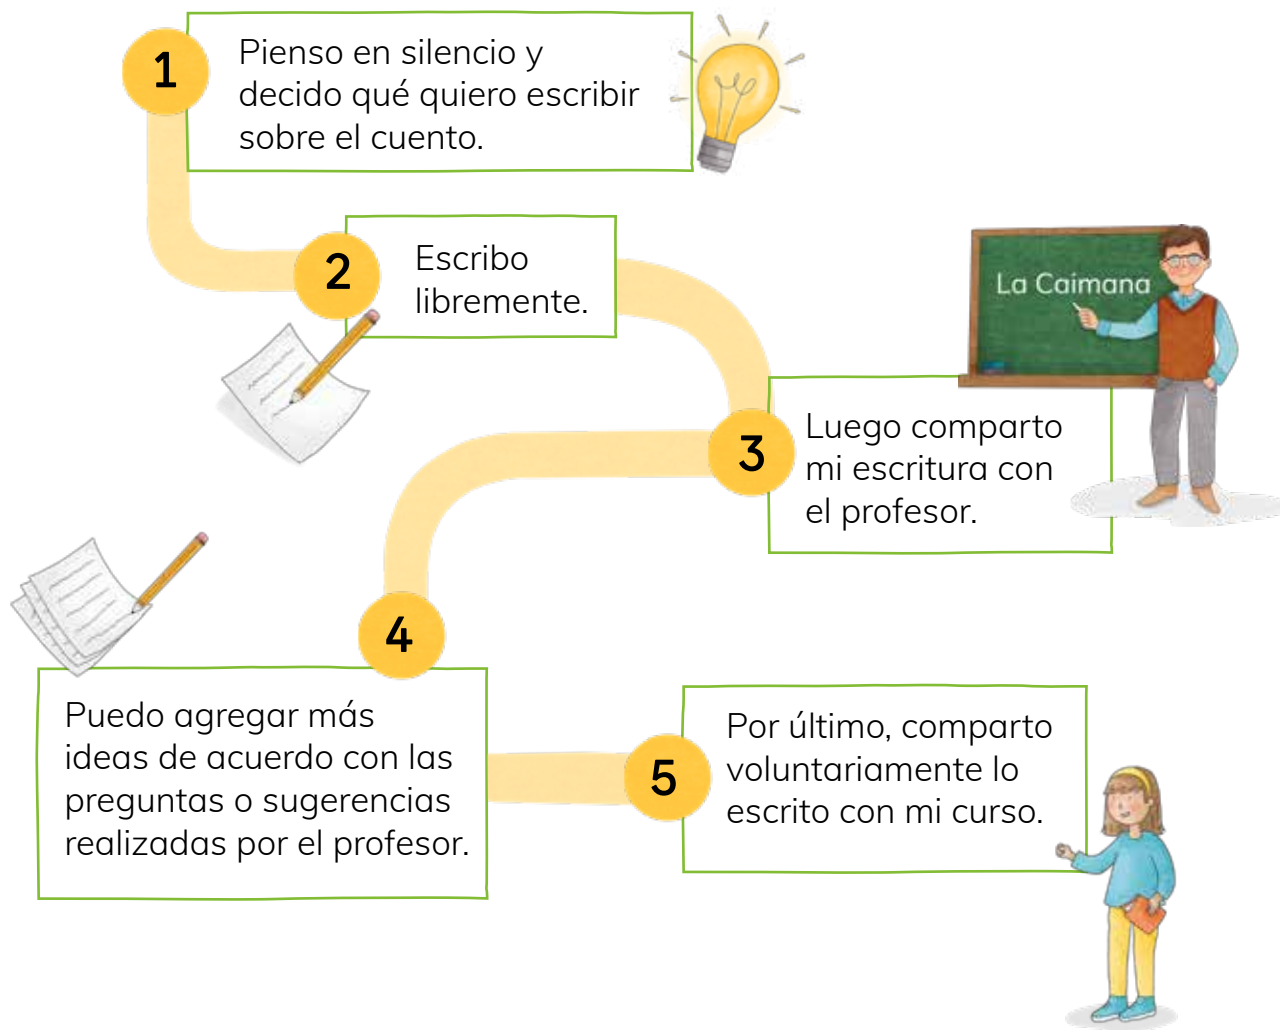 1
Pienso en silencio y
decido qué quiero escribir
sobre el cuento.
2
Escribo
libremente.
La Caimana
3
Luego comparto
mi escritura con
el profesor.
4
Puedo agregar más
ideas de acuerdo con las
preguntas o sugerencias
realizadas por el profesor.
5
Por último, comparto
voluntariamente lo
escrito con mi curso.